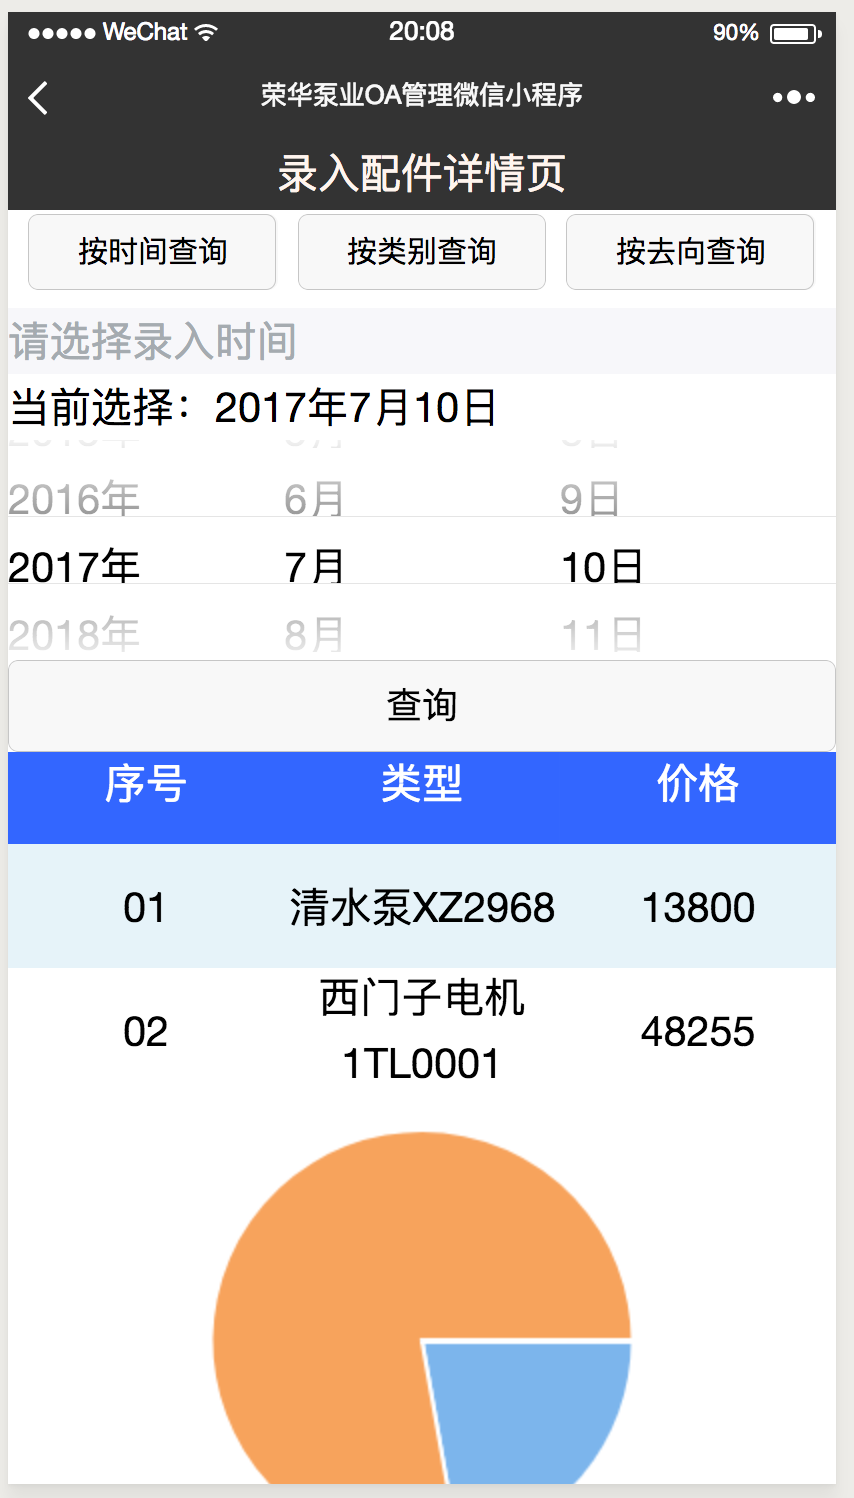 WeChat 20:08 90%
荣华泵业OA管理微信小程序
录入配件详情页
按时间查询 按类别查询 按去向查询
请选择录入时间
当前选择：2017年7月10日
2016年 6月 9日
2017年 7月 10日
2018年 8月 11日
查询
序号 类型 价格
01 清水泵XZ2968 13800
西门子电机
02 48255
1TL0001